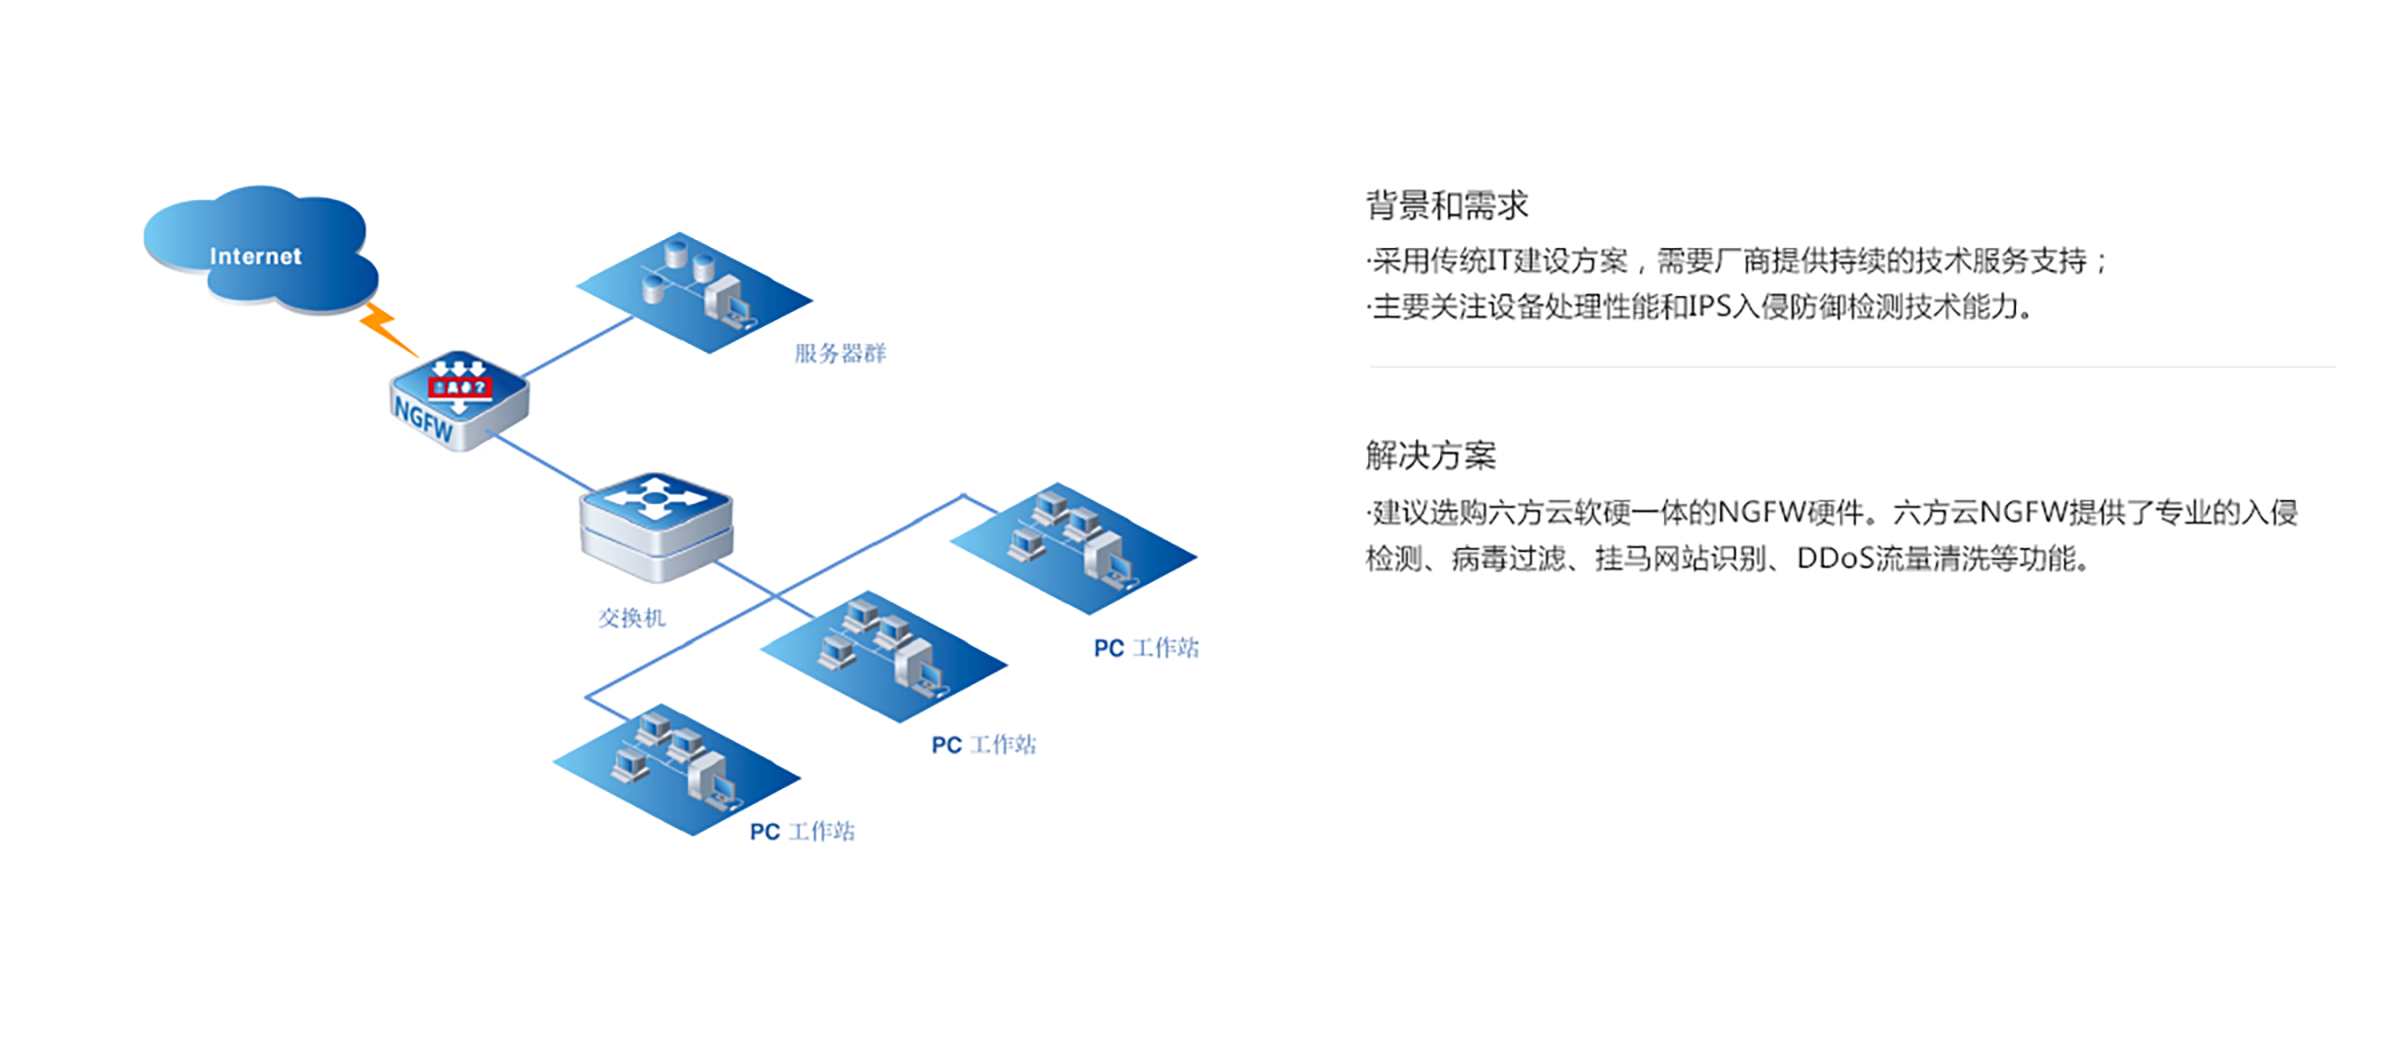 Internet
服务器群
NGFW
交换机
PC 工作站
PC 工作站
PC 工作站
背景和需求
·采用传统IT建设方案，需要厂商提供持续的技术服务支持；
·主要关注设备处理性能和IPS入侵防御检测技术能力。
解决方案
·建议选购六方云软硬一体的NGFW硬件。六方云NGFW提供了专业的入侵
检测、病毒过滤、挂马网站识别、DDoS流量清洗等功能。